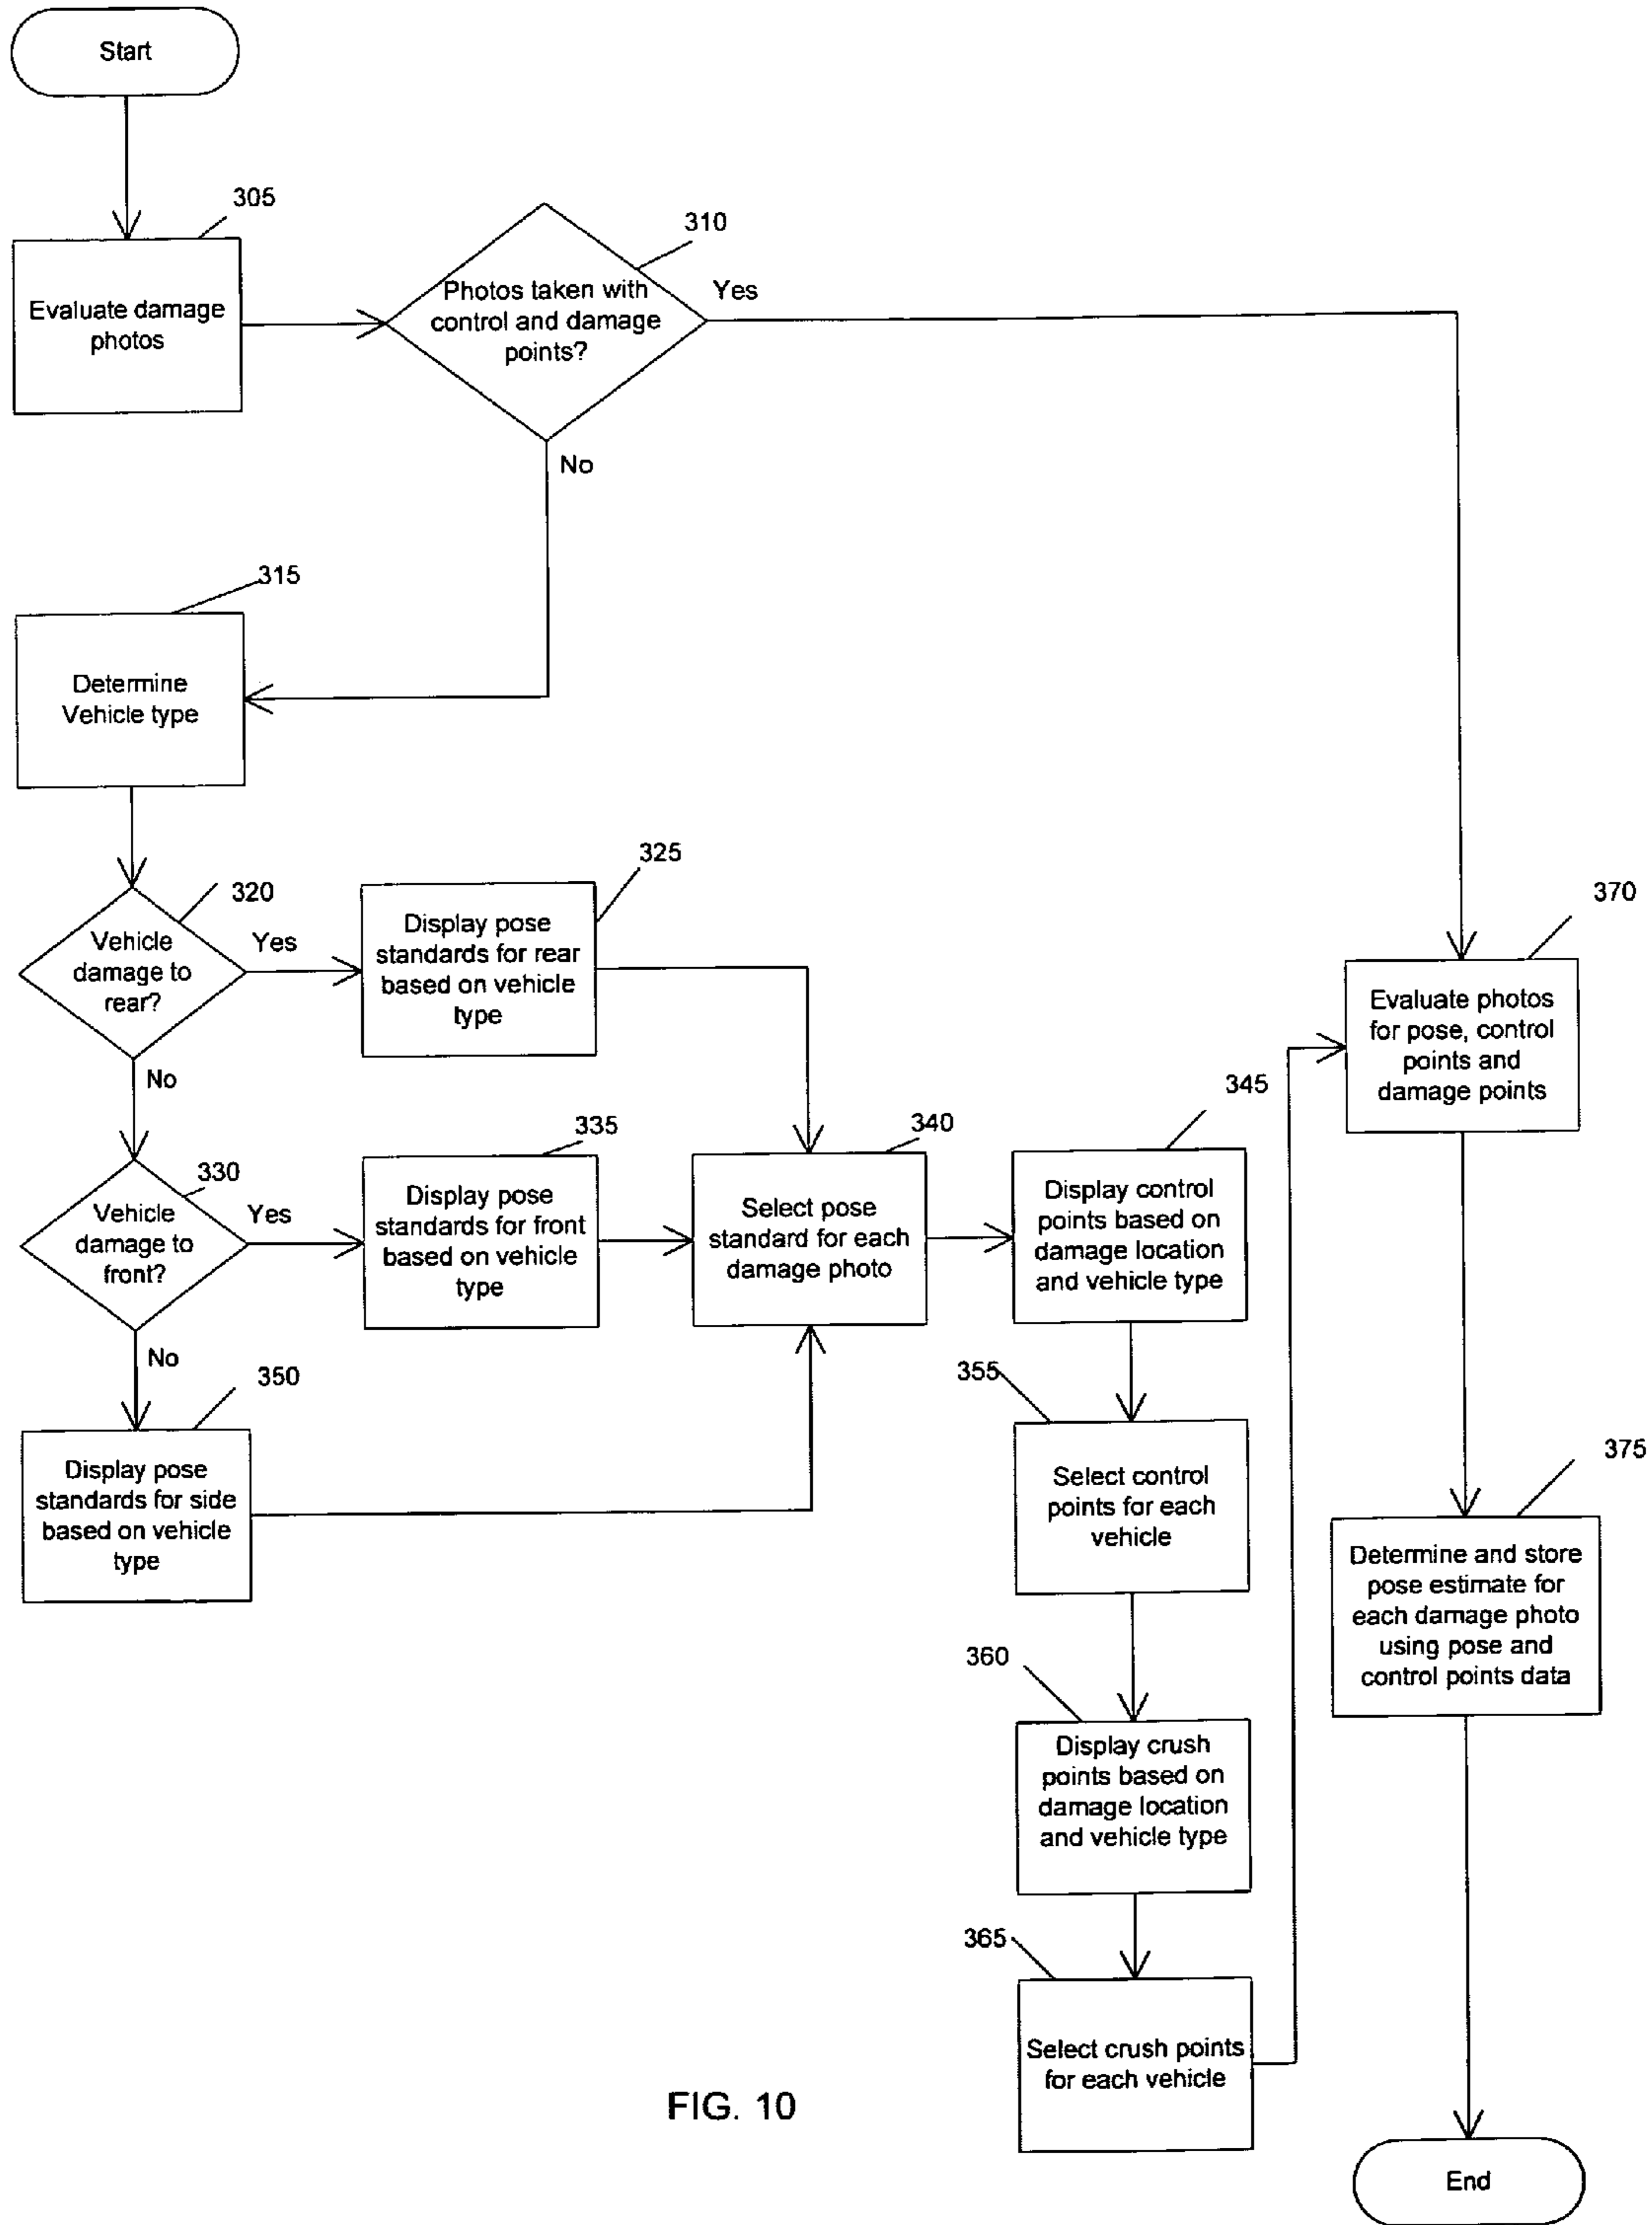 Start
305
Evaluate damage
photos
310
Photos taken with
control and damage
points?
Yes
No
315
Determine
Vehicle type
320
Vehicle
damage to
rear?
Yes
No
325
Display pose
standards for rear
based on vehicle
type
330
Vehicle
damage to
front?
Yes
No
335
Display pose
standards for front
based on vehicle
type
340
Select pose
standard for each
damage photo
345
Display control
points based on
damage location
and vehicle type
350
Display pose
standards for side
based on vehicle
type
355
Select control
points for each
vehicle
360
Display crush
points based on
damage location
and vehicle type
365
Select crush points
for each vehicle
370
Evaluate photos
for pose, control
points and
damage points
375
Determine and store
pose estimate for
each damage photo
using pose and
control points data
End
FIG. 10